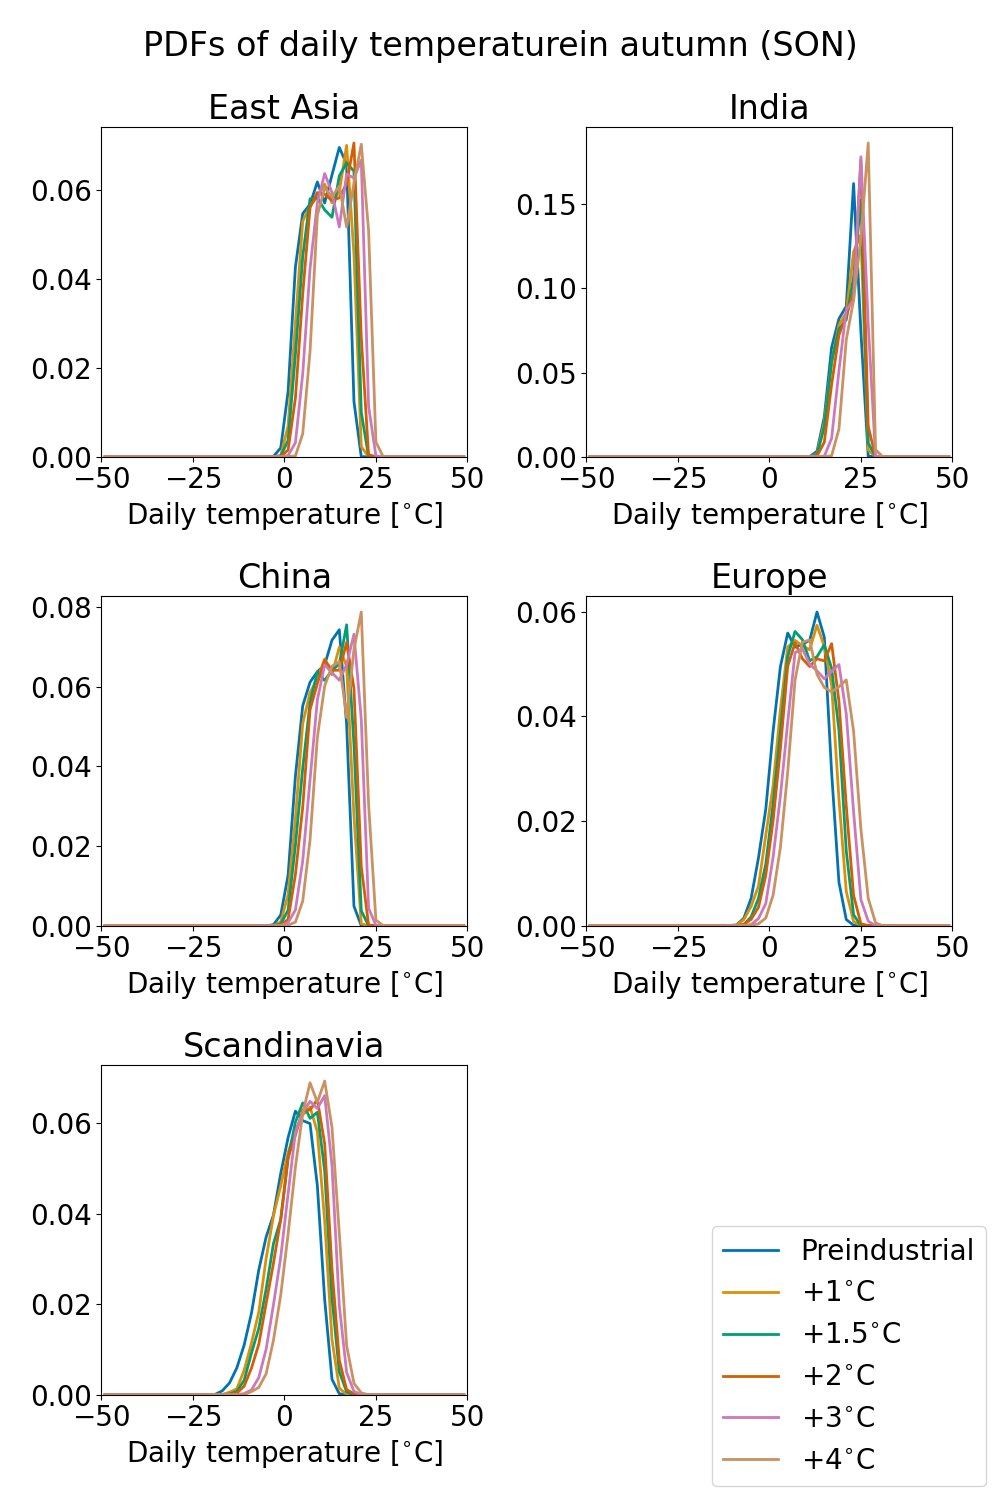 PDFs of daily temperaturein autumn (SON)
East Asia
0.06
0.04
0.02
0.00
−50 −25 0 25 50
Daily temperature [°C]
India
0.15
0.10
0.05
0.00
−50 −25 0 25 50
Daily temperature [°C]
China
0.08
0.06
0.04
0.02
0.00
−50 −25 0 25 50
Daily temperature [°C]
Europe
0.06
0.04
0.02
0.00
−50 −25 0 25 50
Daily temperature [°C]
Scandinavia
0.06
0.04
0.02
0.00
−50 −25 0 25 50
Daily temperature [°C]
Preindustrial
+1°C
+1.5°C
+2°C
+3°C
+4°C